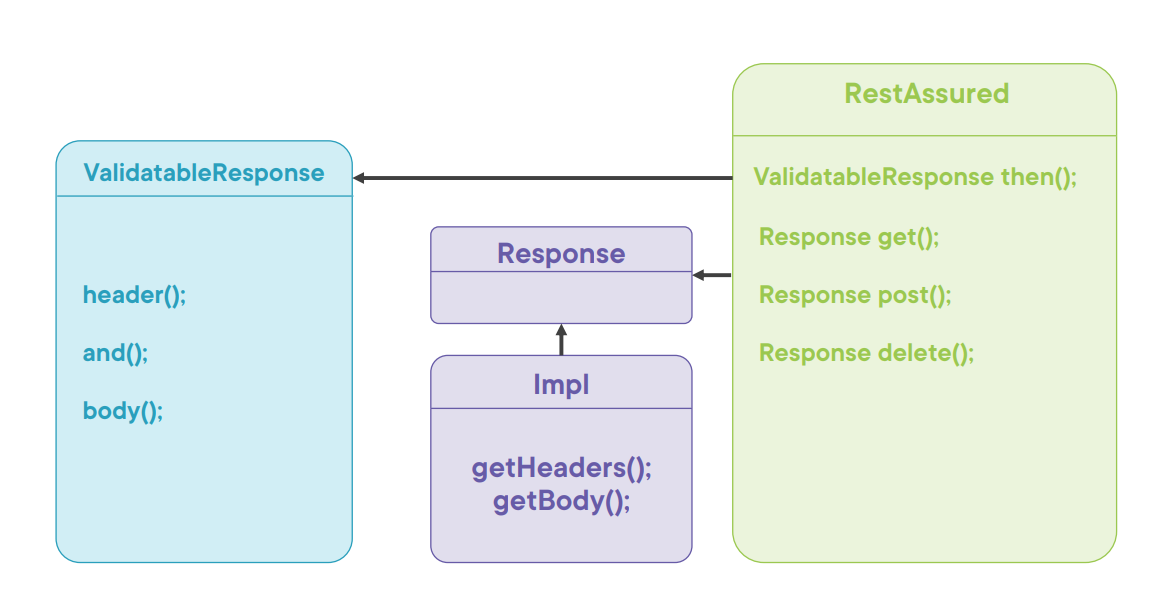 ValidatableResponse
header();
and();
body();
Response
Impl
getHeaders();
getBody();
RestAssured
ValidatableResponse then();
Response get();
Response post();
Response delete();